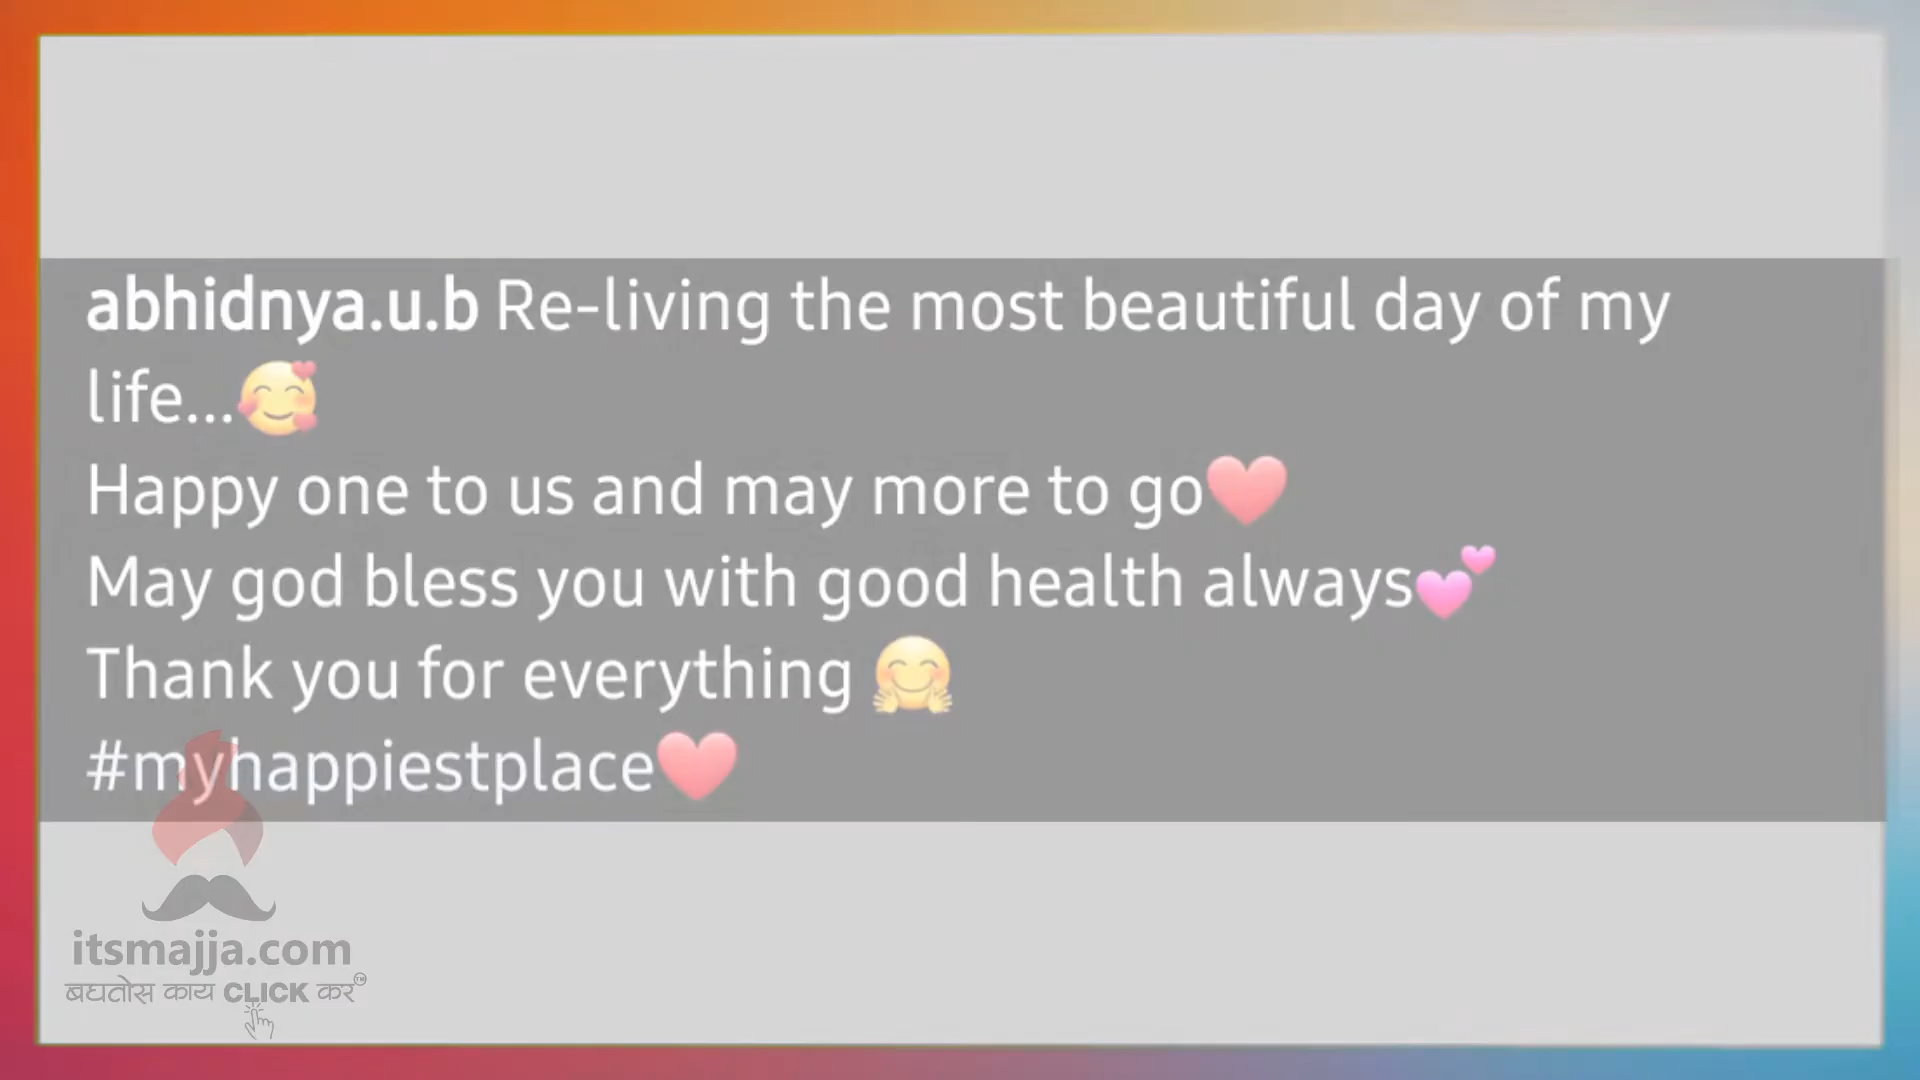 abhidnya.u.b Re-living the most beautiful day of my
life...🥰
Happy one to us and may more to go❤️
May god bless you with good health always💕
Thank you for everything 🤗
#myhappiestplace❤️
itsmajja.com
बघतोस काय CLICK कर™